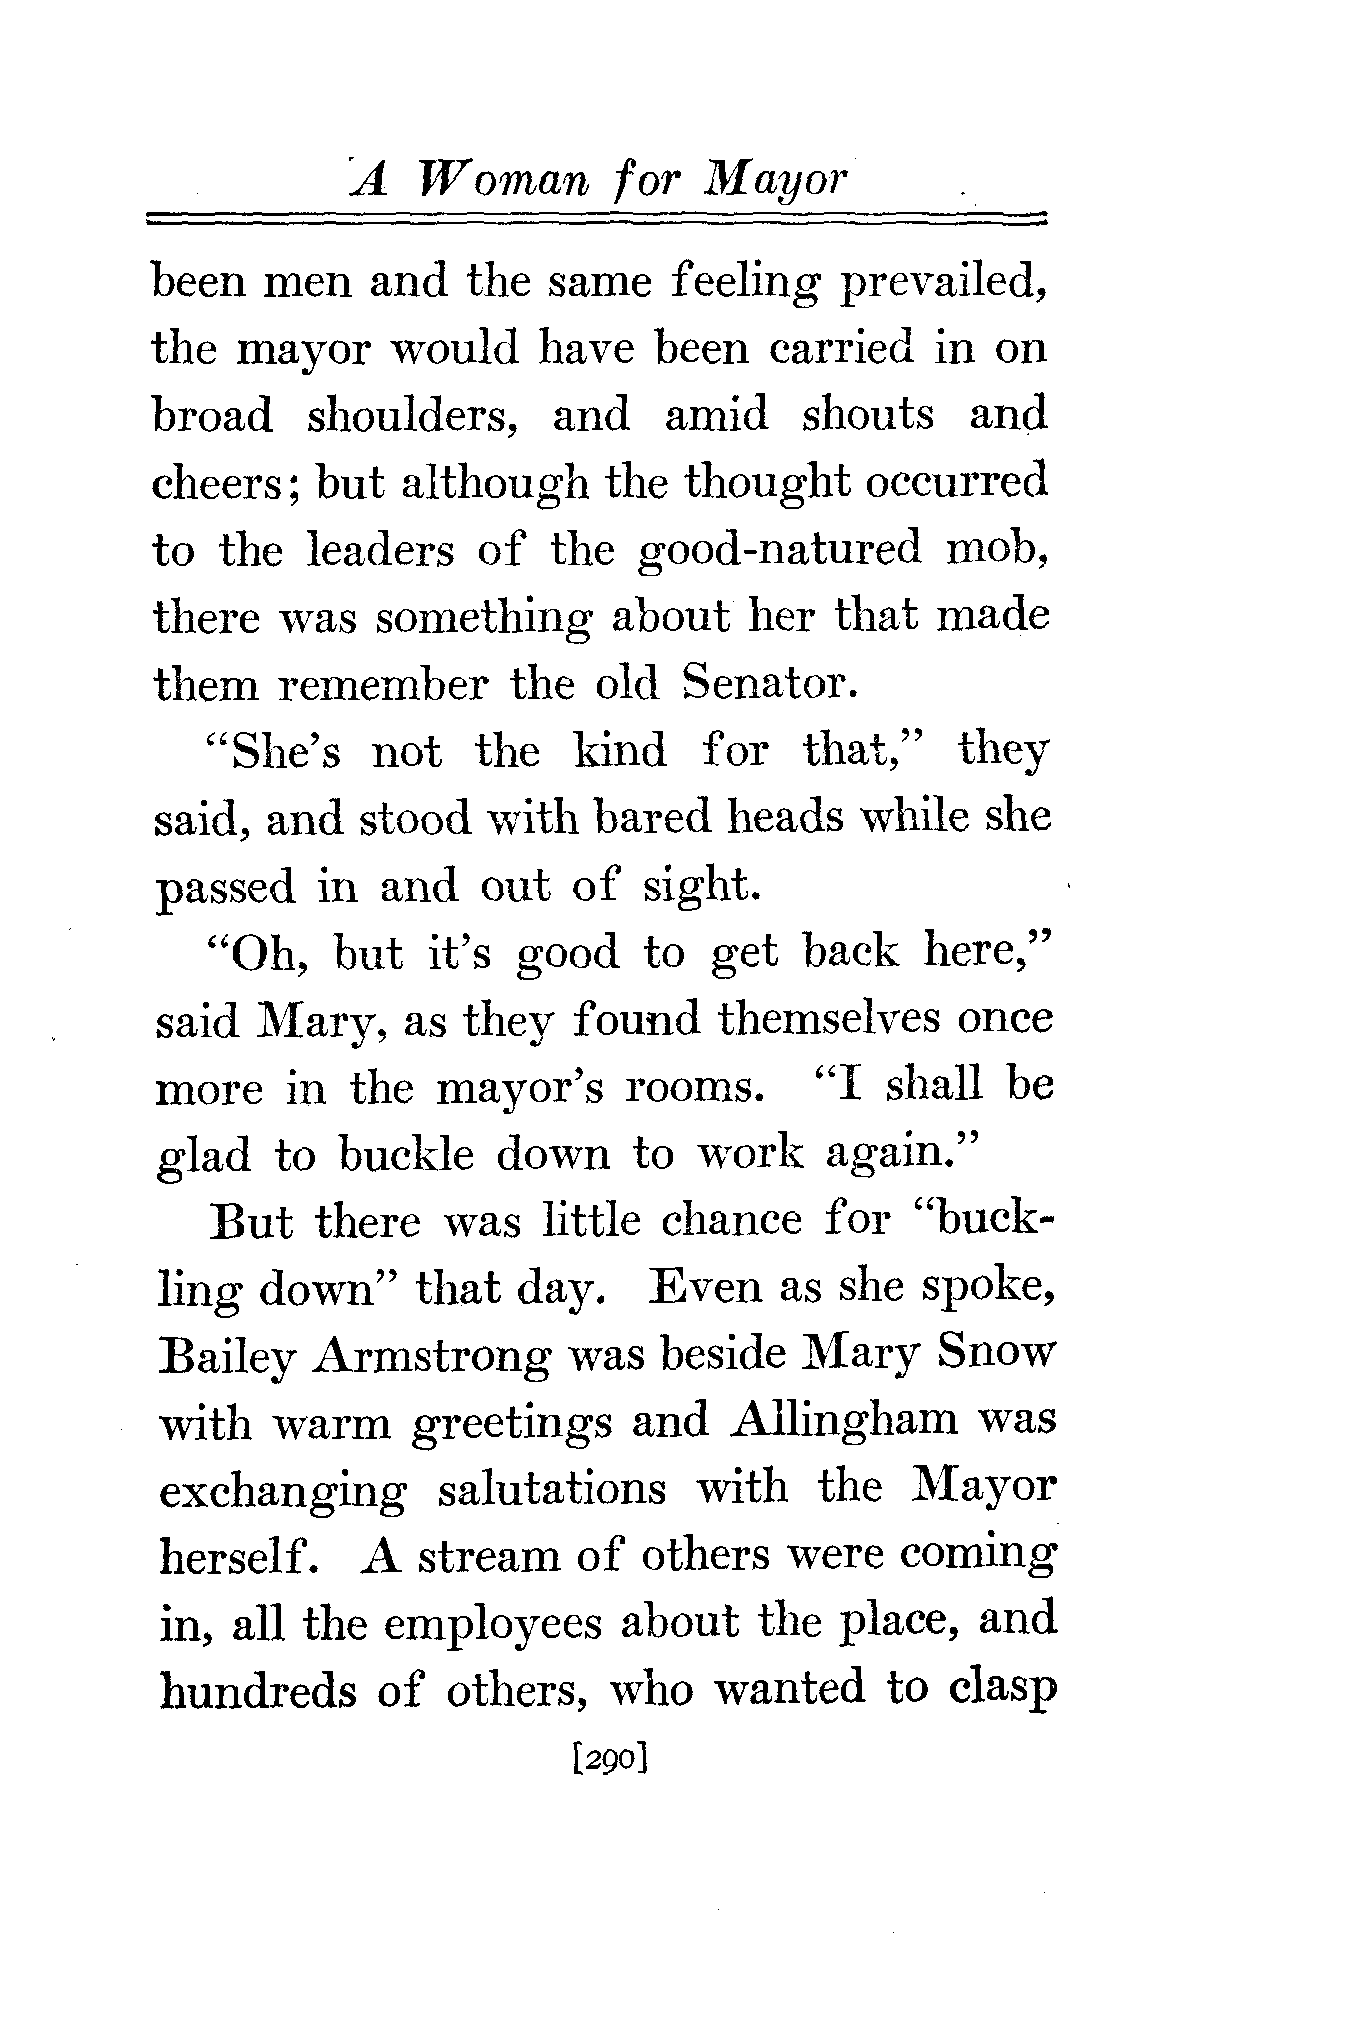 A Woman for Mayor
been men and the same feeling prevailed,
the mayor would have been carried in on
broad shoulders, and amid shouts and
cheers; but although the thought occurred
to the leaders of the good-natured mob,
there was something about her that made
them remember the old Senator.
“She’s not the kind for that,” they
said, and stood with bared heads while she
passed in and out of sight.
“Oh, but it’s good to get back here,”
said Mary, as they found themselves once
more in the mayor’s rooms. “I shall be
glad to buckle down to work again.”
But there was little chance for “buck-
ling down” that day. Even as she spoke,
Bailey Armstrong was beside Mary Snow
with warm greetings and Allingham was
exchanging salutations with the Mayor
herself. A stream of others were coming
in, all the employees about the place, and
hundreds of others, who wanted to clasp
[290]